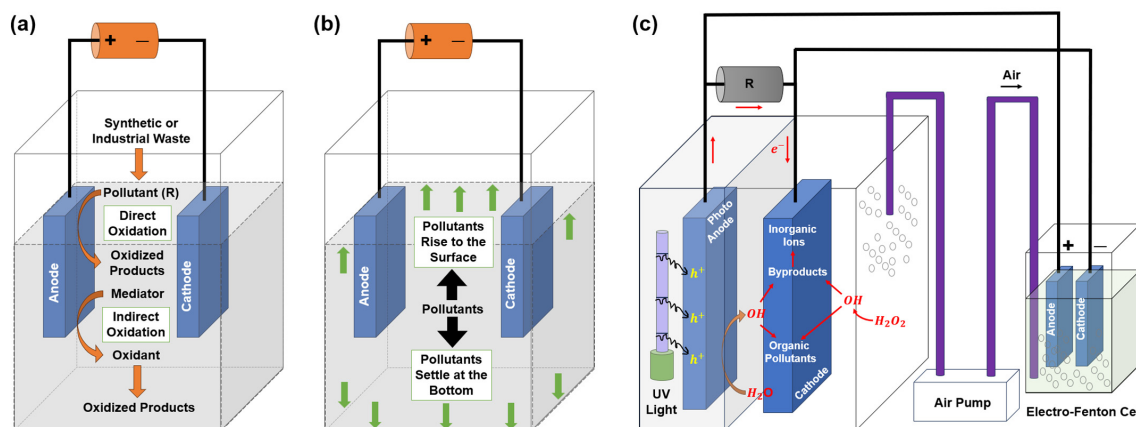 (a)
+ −
Synthetic or
Industrial Waste
Pollutant (R)
Direct
Oxidation
Oxidized
Products
Mediator
Indirect
Oxidation
Oxidant
Oxidized Products
Anode
Cathode
(b)
+ −
Pollutants
Rise to the
Surface
Pollutants
Pollutants
Settle at the
Bottom
Anode
Cathode
(c)
R
Air
e⁻
Photo
Anode
Inorganic
Ions
h⁺
Byproducts
h⁺
OH
OH
H₂O₂
h⁺
Organic
Pollutants
H₂O
Cathode
UV
Light
Air Pump
+ −
Anode
Cathode
Electro-Fenton Ce